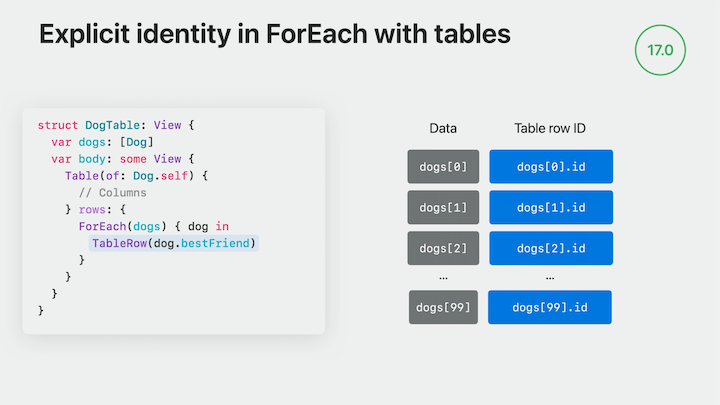 Explicit identity in ForEach with tables
17.0
struct DogTable: View {
var dogs: [Dog]
var body: some View {
Table(of: Dog.self) {
// Columns
} rows: {
ForEach(dogs) { dog in
TableRow(dog.bestFriend)
}
}
}
}
Data Table row ID
dogs[0] dogs[0].id
dogs[1] dogs[1].id
dogs[2] dogs[2].id
… …
dogs[99] dogs[99].id